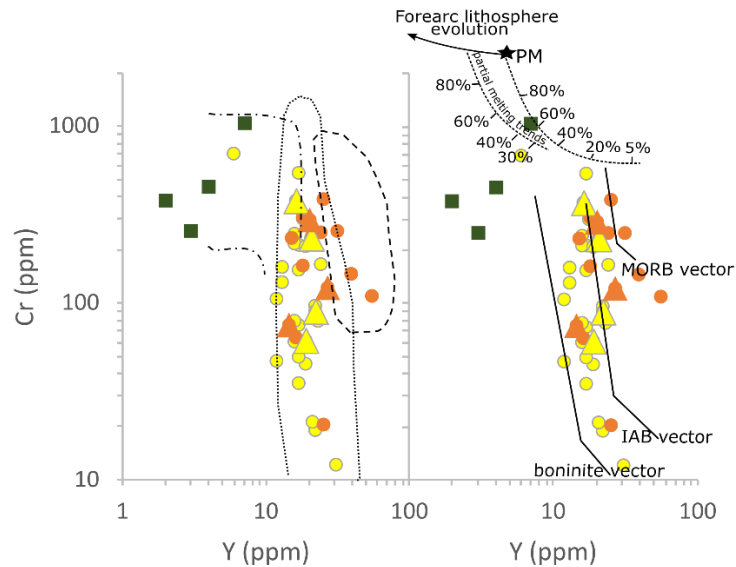 Forearc lithosphere
evolution
PM
partial melting trends
80%
80%
60%
60%
40%
40%
30%
20%
5%
1000
100
10
Cr (ppm)
MORB vector
IAB vector
boninite vector
1
10
100
10
100
Y (ppm)
Y (ppm)